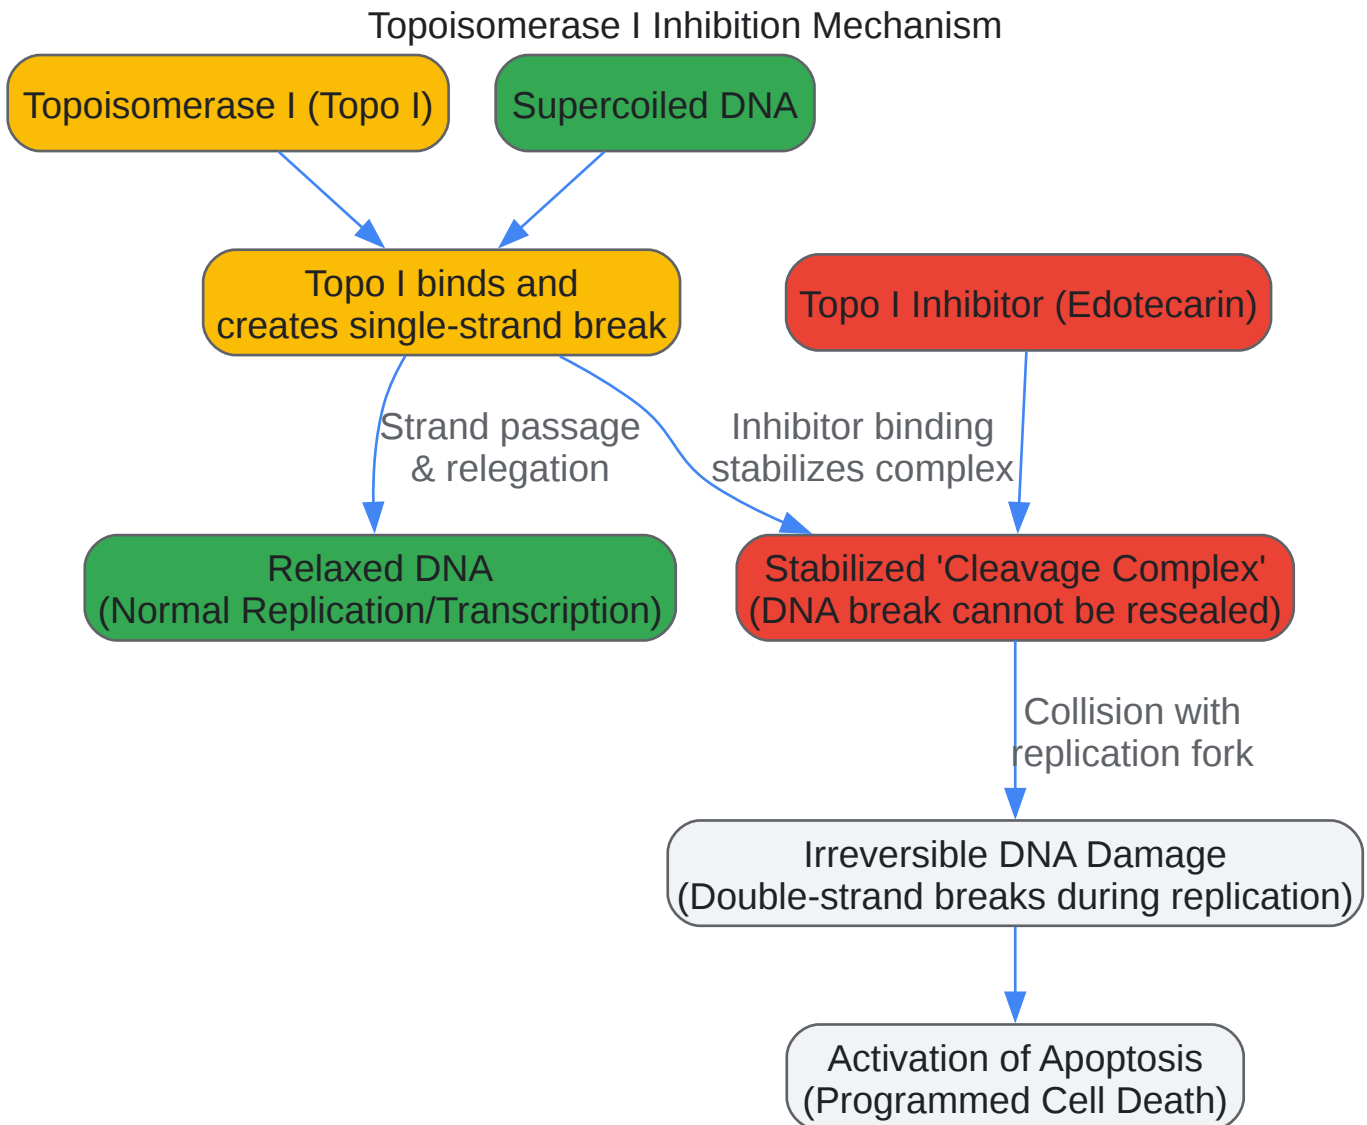 Topoisomerase I Inhibition Mechanism
Topoisomerase I (Topo I)
Supercoiled DNA
Topo I binds and
creates single-strand break
Topo I Inhibitor (Edotecarin)
Strand passage
& relegation
Inhibitor binding
stabilizes complex
Relaxed DNA
(Normal Replication/Transcription)
Stabilized 'Cleavage Complex'
(DNA break cannot be resealed)
Collision with
replication fork
Irreversible DNA Damage
(Double-strand breaks during replication)
Activation of Apoptosis
(Programmed Cell Death)